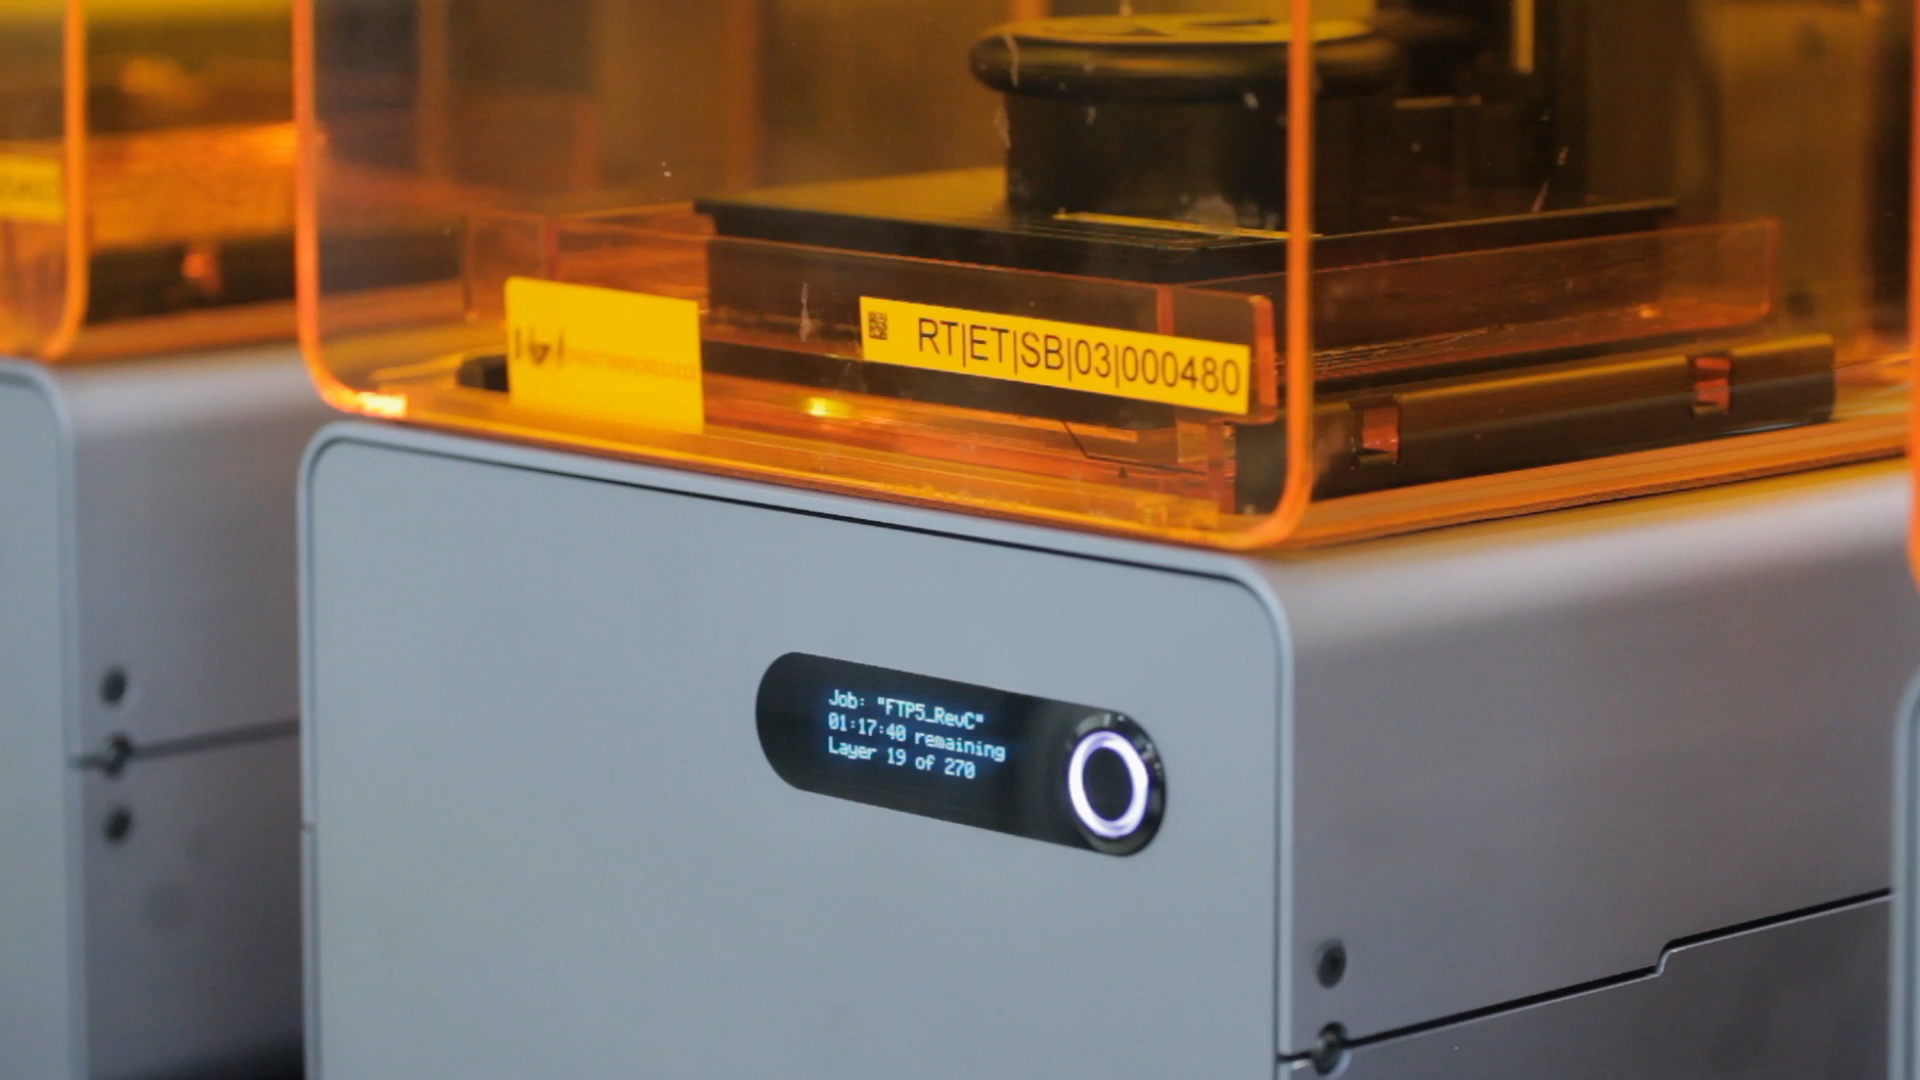 RT|ET|SB|03|000480
Job: "FTP5_RevC"
01:17:40 remaining
Layer 19 of 270